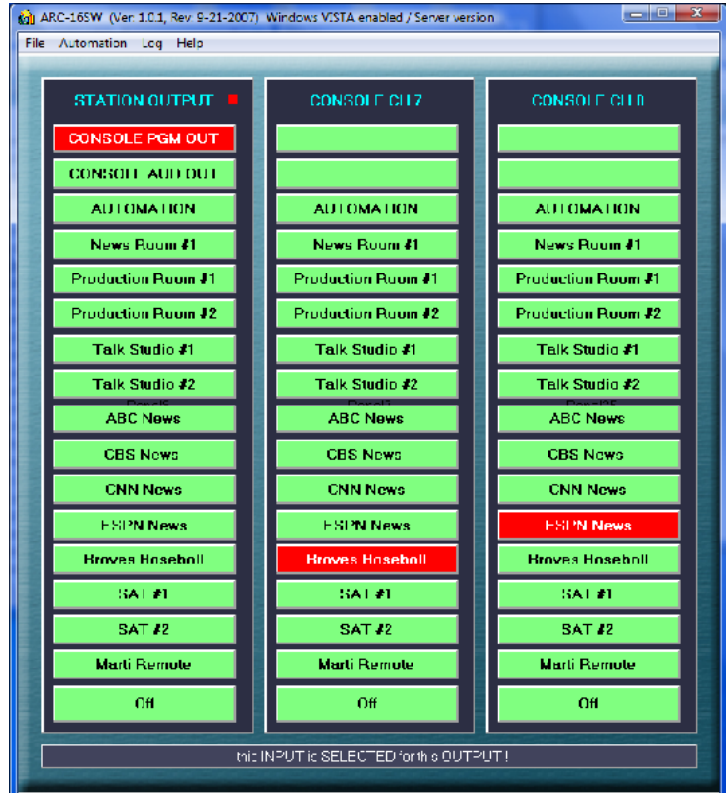 ARC-16SW (Ver: 1.0.1, Rev: 9-21-2007) Windows VISTA enabled / Server version
File Automation Log Help
STATION OUTPUT
CONSOLE PGM OUT
CONSOLE AUD OUT
AUTOMATION
News Room #1
Production Room #1
Production Room #2
Talk Studio #1
Talk Studio #2
ABC News
CBS News
CNN News
ESPN News
Braves Baseball
SAT #1
SAT #2
Marti Remote
Off
CONSOLE CH 7
AUTOMATION
News Room #1
Production Room #1
Production Room #2
Talk Studio #1
Talk Studio #2
ABC News
CBS News
CNN News
ESPN News
Braves Baseball
SAT #1
SAT #2
Marti Remote
Off
CONSOLE CH 8
AUTOMATION
News Room #1
Production Room #1
Production Room #2
Talk Studio #1
Talk Studio #2
ABC News
CBS News
CNN News
ESPN News
Braves Baseball
SAT #1
SAT #2
Marti Remote
Off
this INPUT is SELECTED for this OUTPUT !